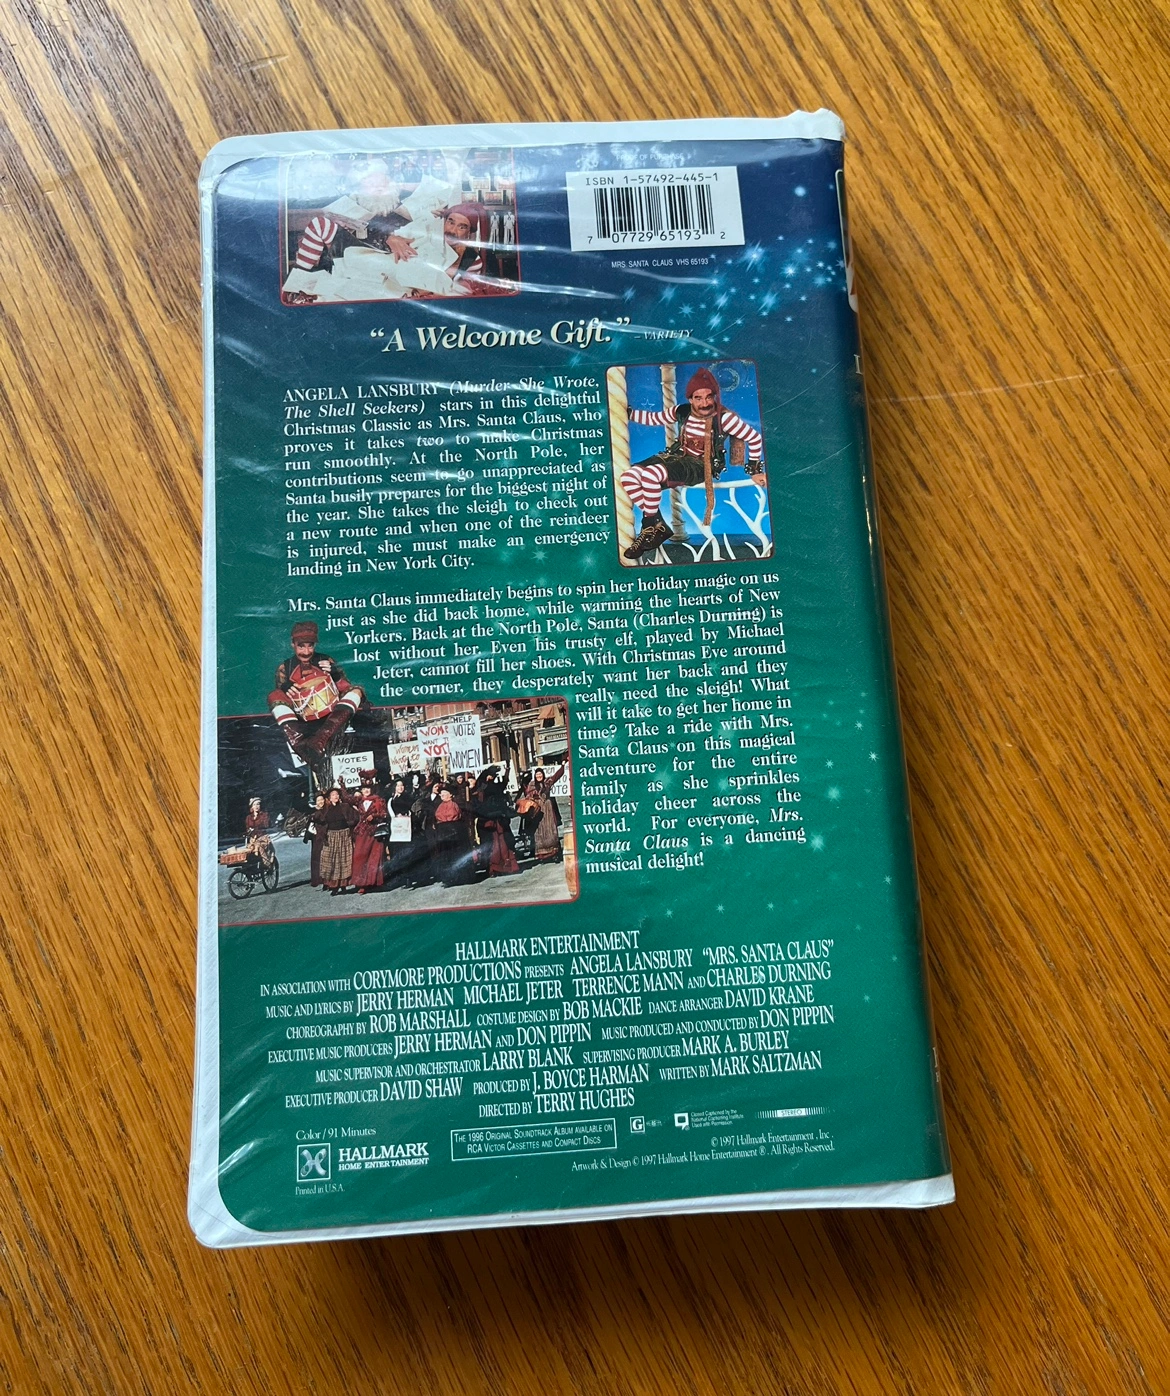 ISBN 1-57492-445-1
7 07729 65193 2
MRS. SANTA CLAUS VHS 65193
“A Welcome Gift.” – VARIETY
ANGELA LANSBURY (Murder She Wrote,
The Shell Seekers) stars in this delightful
Christmas Classic as Mrs. Santa Claus, who
proves it takes two to make Christmas
run smoothly. At the North Pole, her
contributions seem to go unappreciated as
Santa busily prepares for the biggest night of
the year. She takes the sleigh to check out
a new route and when one of the reindeer
is injured, she must make an emergency
landing in New York City.
Mrs. Santa Claus immediately begins to spin her holiday magic on us
just as she did back home, while warming the hearts of New
Yorkers. Back at the North Pole, Santa (Charles Durning) is
lost without her. Even his trusty elf, played by Michael
Jeter, cannot fill her shoes. With Christmas Eve around
the corner, they desperately want her back and they
really need the sleigh! What
will it take to get her home in
time? Take a ride with Mrs.
Santa Claus on this magical
adventure for the entire
family as she sprinkles
holiday cheer across the
world. For everyone, Mrs.
Santa Claus is a dancing
musical delight!
VOTES
FOR
HELP
VOTES
WOMEN
HALLMARK ENTERTAINMENT
IN ASSOCIATION WITH CORYMORE PRODUCTIONS PRESENTS ANGELA LANSBURY “MRS. SANTA CLAUS”
MUSIC AND LYRICS BY JERRY HERMAN MICHAEL JETER TERRENCE MANN AND CHARLES DURNING
CHOREOGRAPHY BY ROB MARSHALL COSTUME DESIGN BY BOB MACKIE DANCE ARRANGER DAVID KRANE
EXECUTIVE MUSIC PRODUCERS JERRY HERMAN AND DON PIPPIN MUSIC PRODUCED AND CONDUCTED BY DON PIPPIN
MUSIC SUPERVISOR AND ORCHESTRATOR LARRY BLANK SUPERVISING PRODUCER MARK A. BURLEY
EXECUTIVE PRODUCER DAVID SHAW PRODUCED BY J. BOYCE HARMAN WRITTEN BY MARK SALTZMAN
DIRECTED BY TERRY HUGHES
Color / 91 Minutes
HALLMARK
HOME ENTERTAINMENT
Printed in U.S.A.
THE 1996 ORIGINAL SOUNDTRACK ALBUM AVAILABLE ON
RCA VICTOR CASSETTES AND COMPACT DISCS
G
Closed Captioned by the
National Captioning Institute
Used with Permission
STEREO
© 1997 Hallmark Entertainment, Inc.
Artwork & Design © 1997 Hallmark Home Entertainment ®. All Rights Reserved.